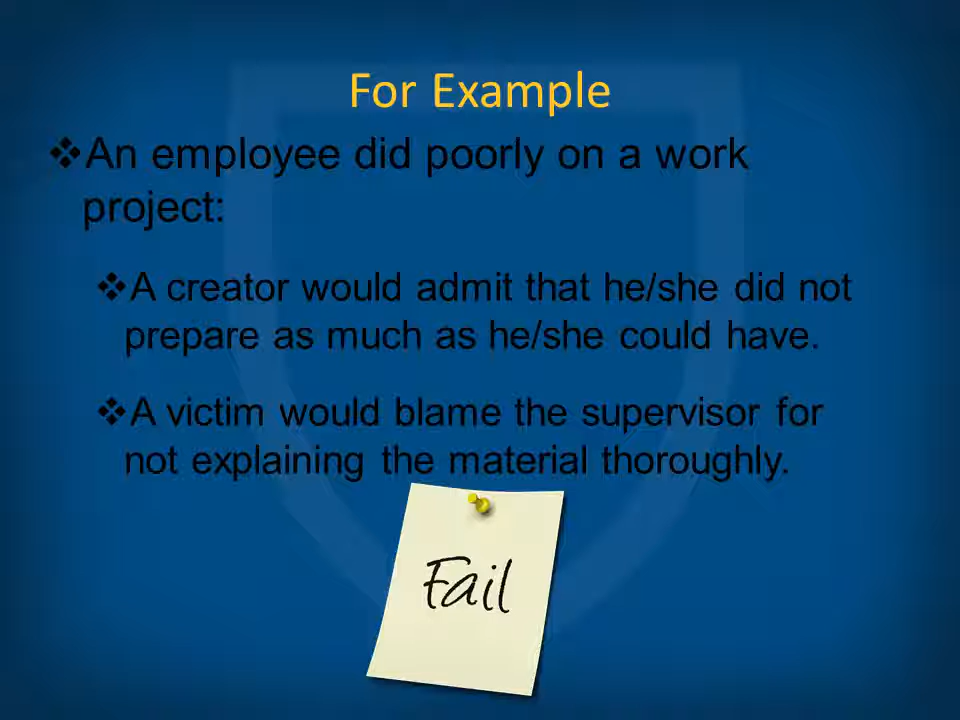 For Example
❖An employee did poorly on a work
project:
❖A creator would admit that he/she did not
prepare as much as he/she could have.
❖A victim would blame the supervisor for
not explaining the material thoroughly.
Fail